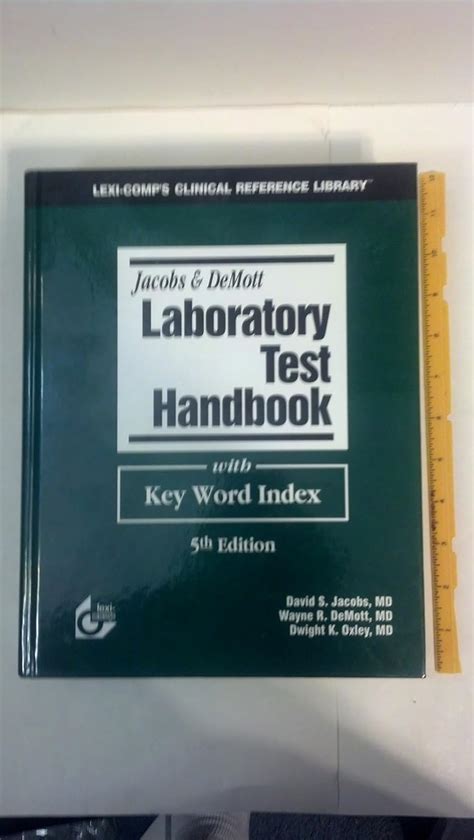 LEXI-COMP'S CLINICAL REFERENCE LIBRARY™
Jacobs & DeMott
Laboratory
Test
Handbook
with
Key Word Index
5th Edition
David S. Jacobs, MD
Wayne R. DeMott, MD
Dwight K. Oxley, MD
lexi-